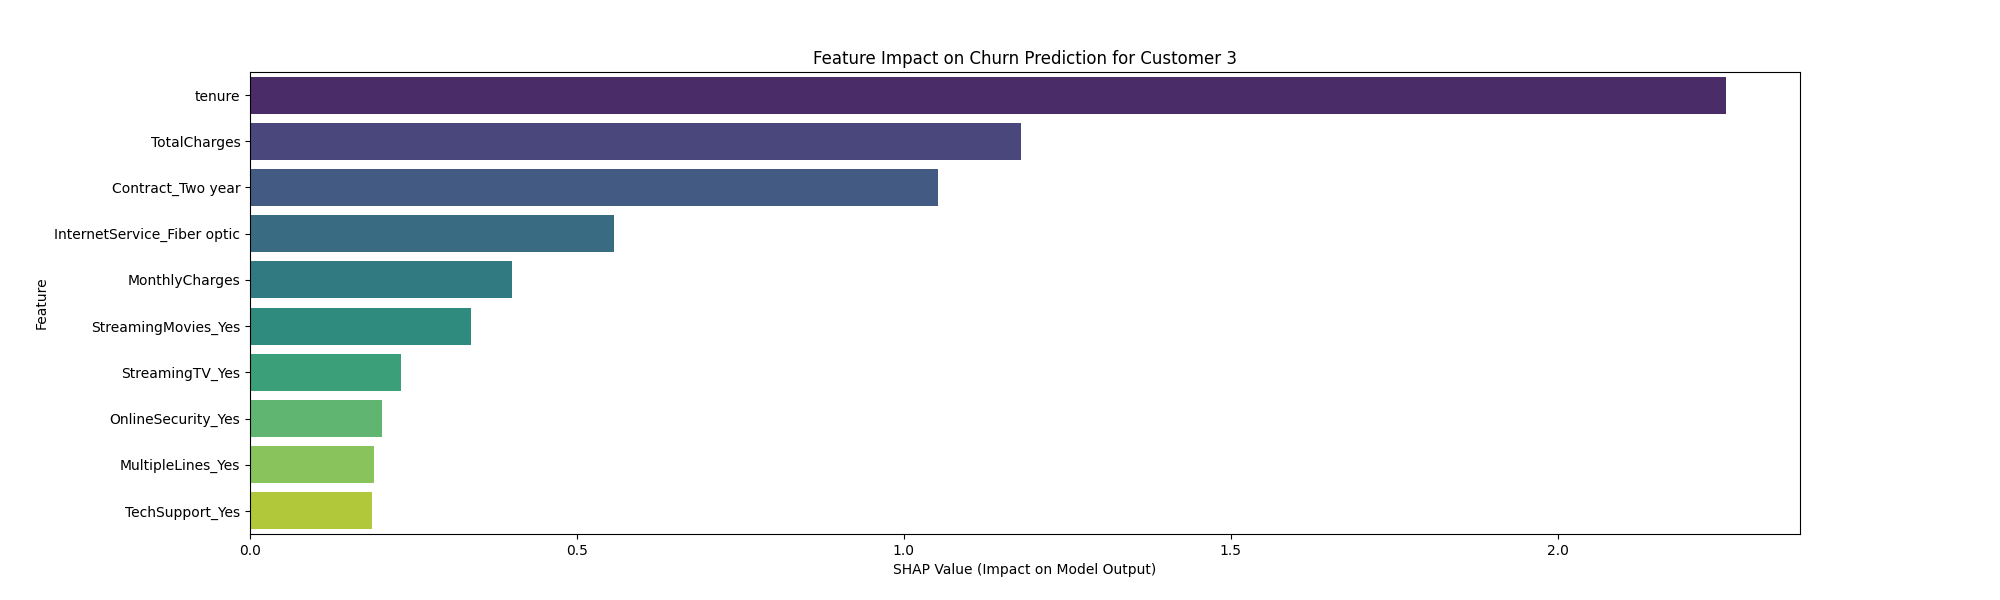 Feature Impact on Churn Prediction for Customer 3
Feature
tenure
TotalCharges
Contract_Two year
InternetService_Fiber optic
MonthlyCharges
StreamingMovies_Yes
StreamingTV_Yes
OnlineSecurity_Yes
MultipleLines_Yes
TechSupport_Yes
0.0 0.5 1.0 1.5 2.0
SHAP Value (Impact on Model Output)